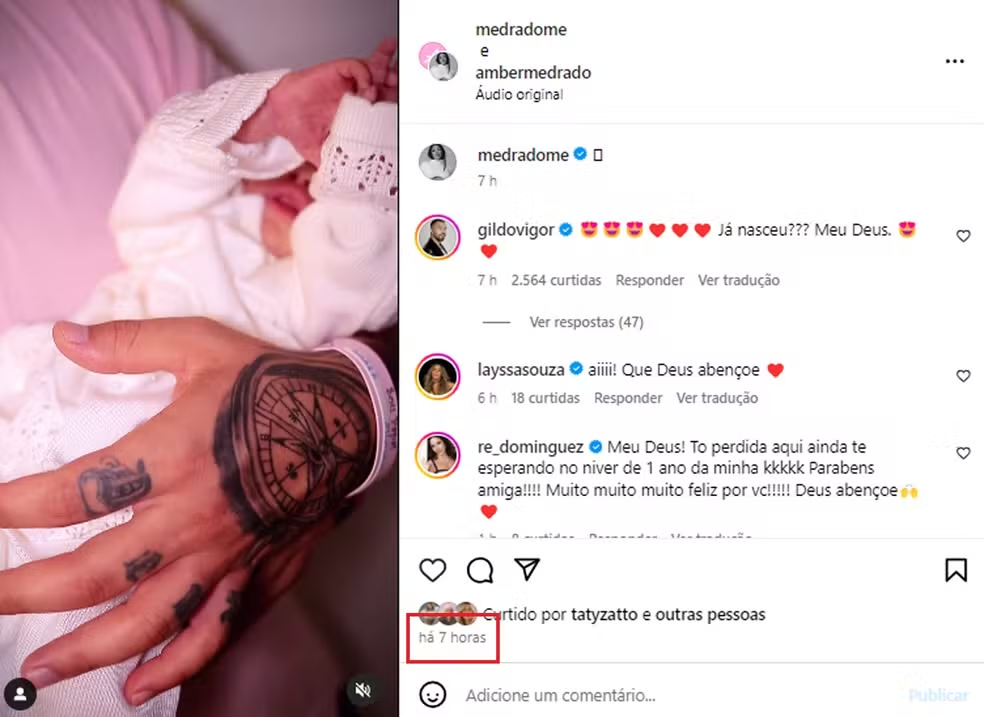 medradome
e
ambermedrado
Áudio original
medradome
7 h
gildovigor 😍😍😍♥♥♥ Já nasceu??? Meu Deus. 😍
♥
7 h 2.564 curtidas Responder Ver tradução
Ver respostas (47)
layssasouza aiiii! Que Deus abençoe ♥
6 h 18 curtidas Responder Ver tradução
re_dominguez Meu Deus! To perdida aqui ainda te
esperando no niver de 1 ano da minha kkkkk Parabens
amiga!!!! Muito muito muito feliz por vc!!!!! Deus abençoe🙌
♥
Curtido por tatyzatto e outras pessoas
há 7 horas
Adicione um comentário...
Publicar